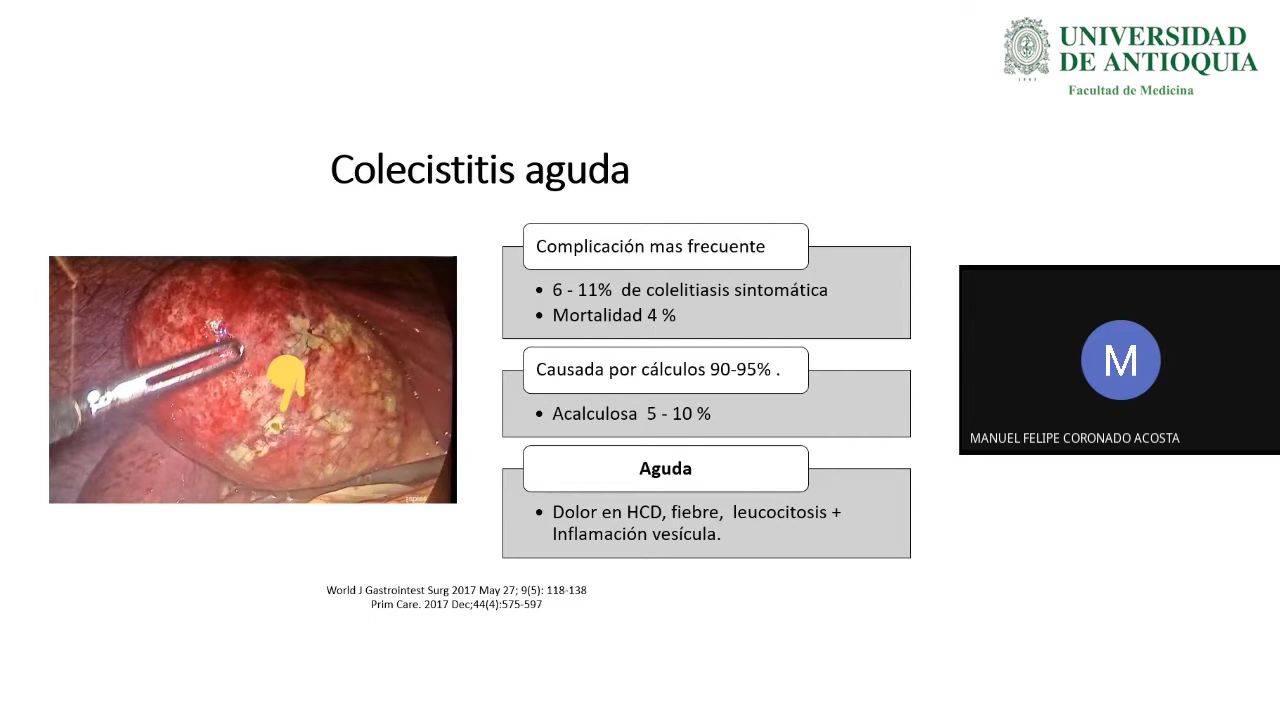 UNIVERSIDAD
DE ANTIOQUIA
1803
Facultad de Medicina
Colecistitis aguda
Complicación mas frecuente
• 6 - 11% de colelitiasis sintomática
• Mortalidad 4 %
Causada por cálculos 90-95% .
• Acalculosa 5 - 10 %
Aguda
• Dolor en HCD, fiebre, leucocitosis +
Inflamación vesícula.
M
MANUEL FELIPE CORONADO ACOSTA
World J Gastrointest Surg 2017 May 27; 9(5): 118-138
Prim Care. 2017 Dec;44(4):575-597